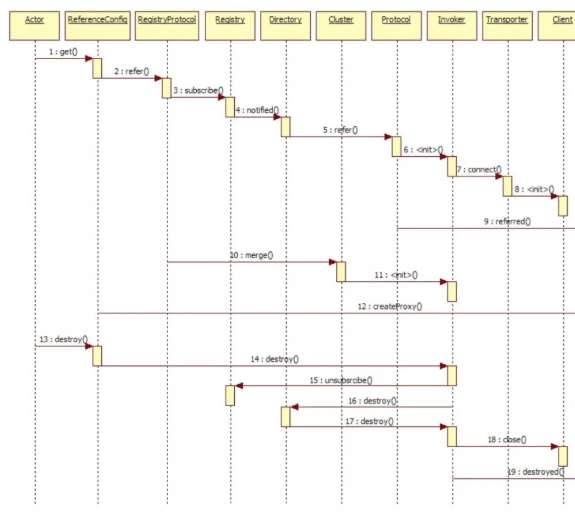 Actor
ReferenceConfig
RegistryProtocol
Registry
Directory
Cluster
Protocol
Invoker
Transporter
Client
1 : get()
2 : refer()
3 : subscribe()
4 : notified()
5 : refer()
6 : <init>()
7 : connect()
8 : <init>()
9 : referred()
10 : merge()
11 : <init>()
12 : createProxy()
13 : destroy()
14 : destroy()
15 : unsubsrcibe()
16 : destroy()
17 : destroy()
18 : close()
19 : destroyed()